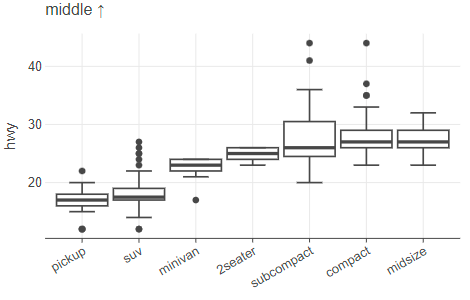 middle ↑
hwy
40
30
20
pickup
suv
minivan
2seater
subcompact
compact
midsize